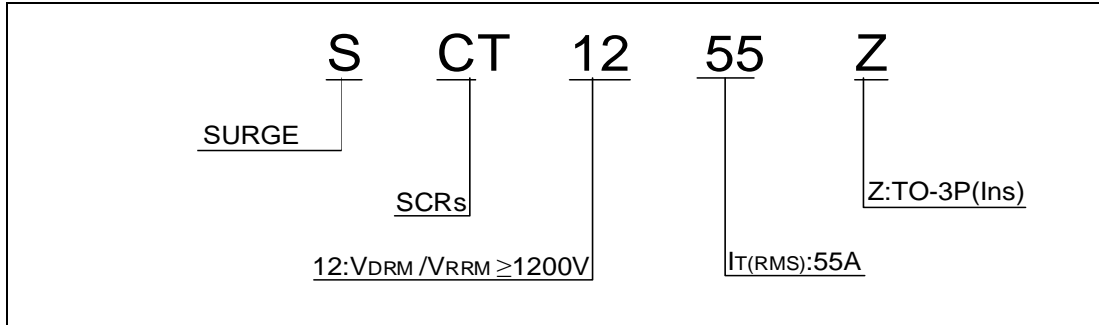 S CT 12 55 Z
SURGE
SCRs
Z:TO-3P(Ins)
12:VDRM /VRRM ≥1200V
IT(RMS):55A